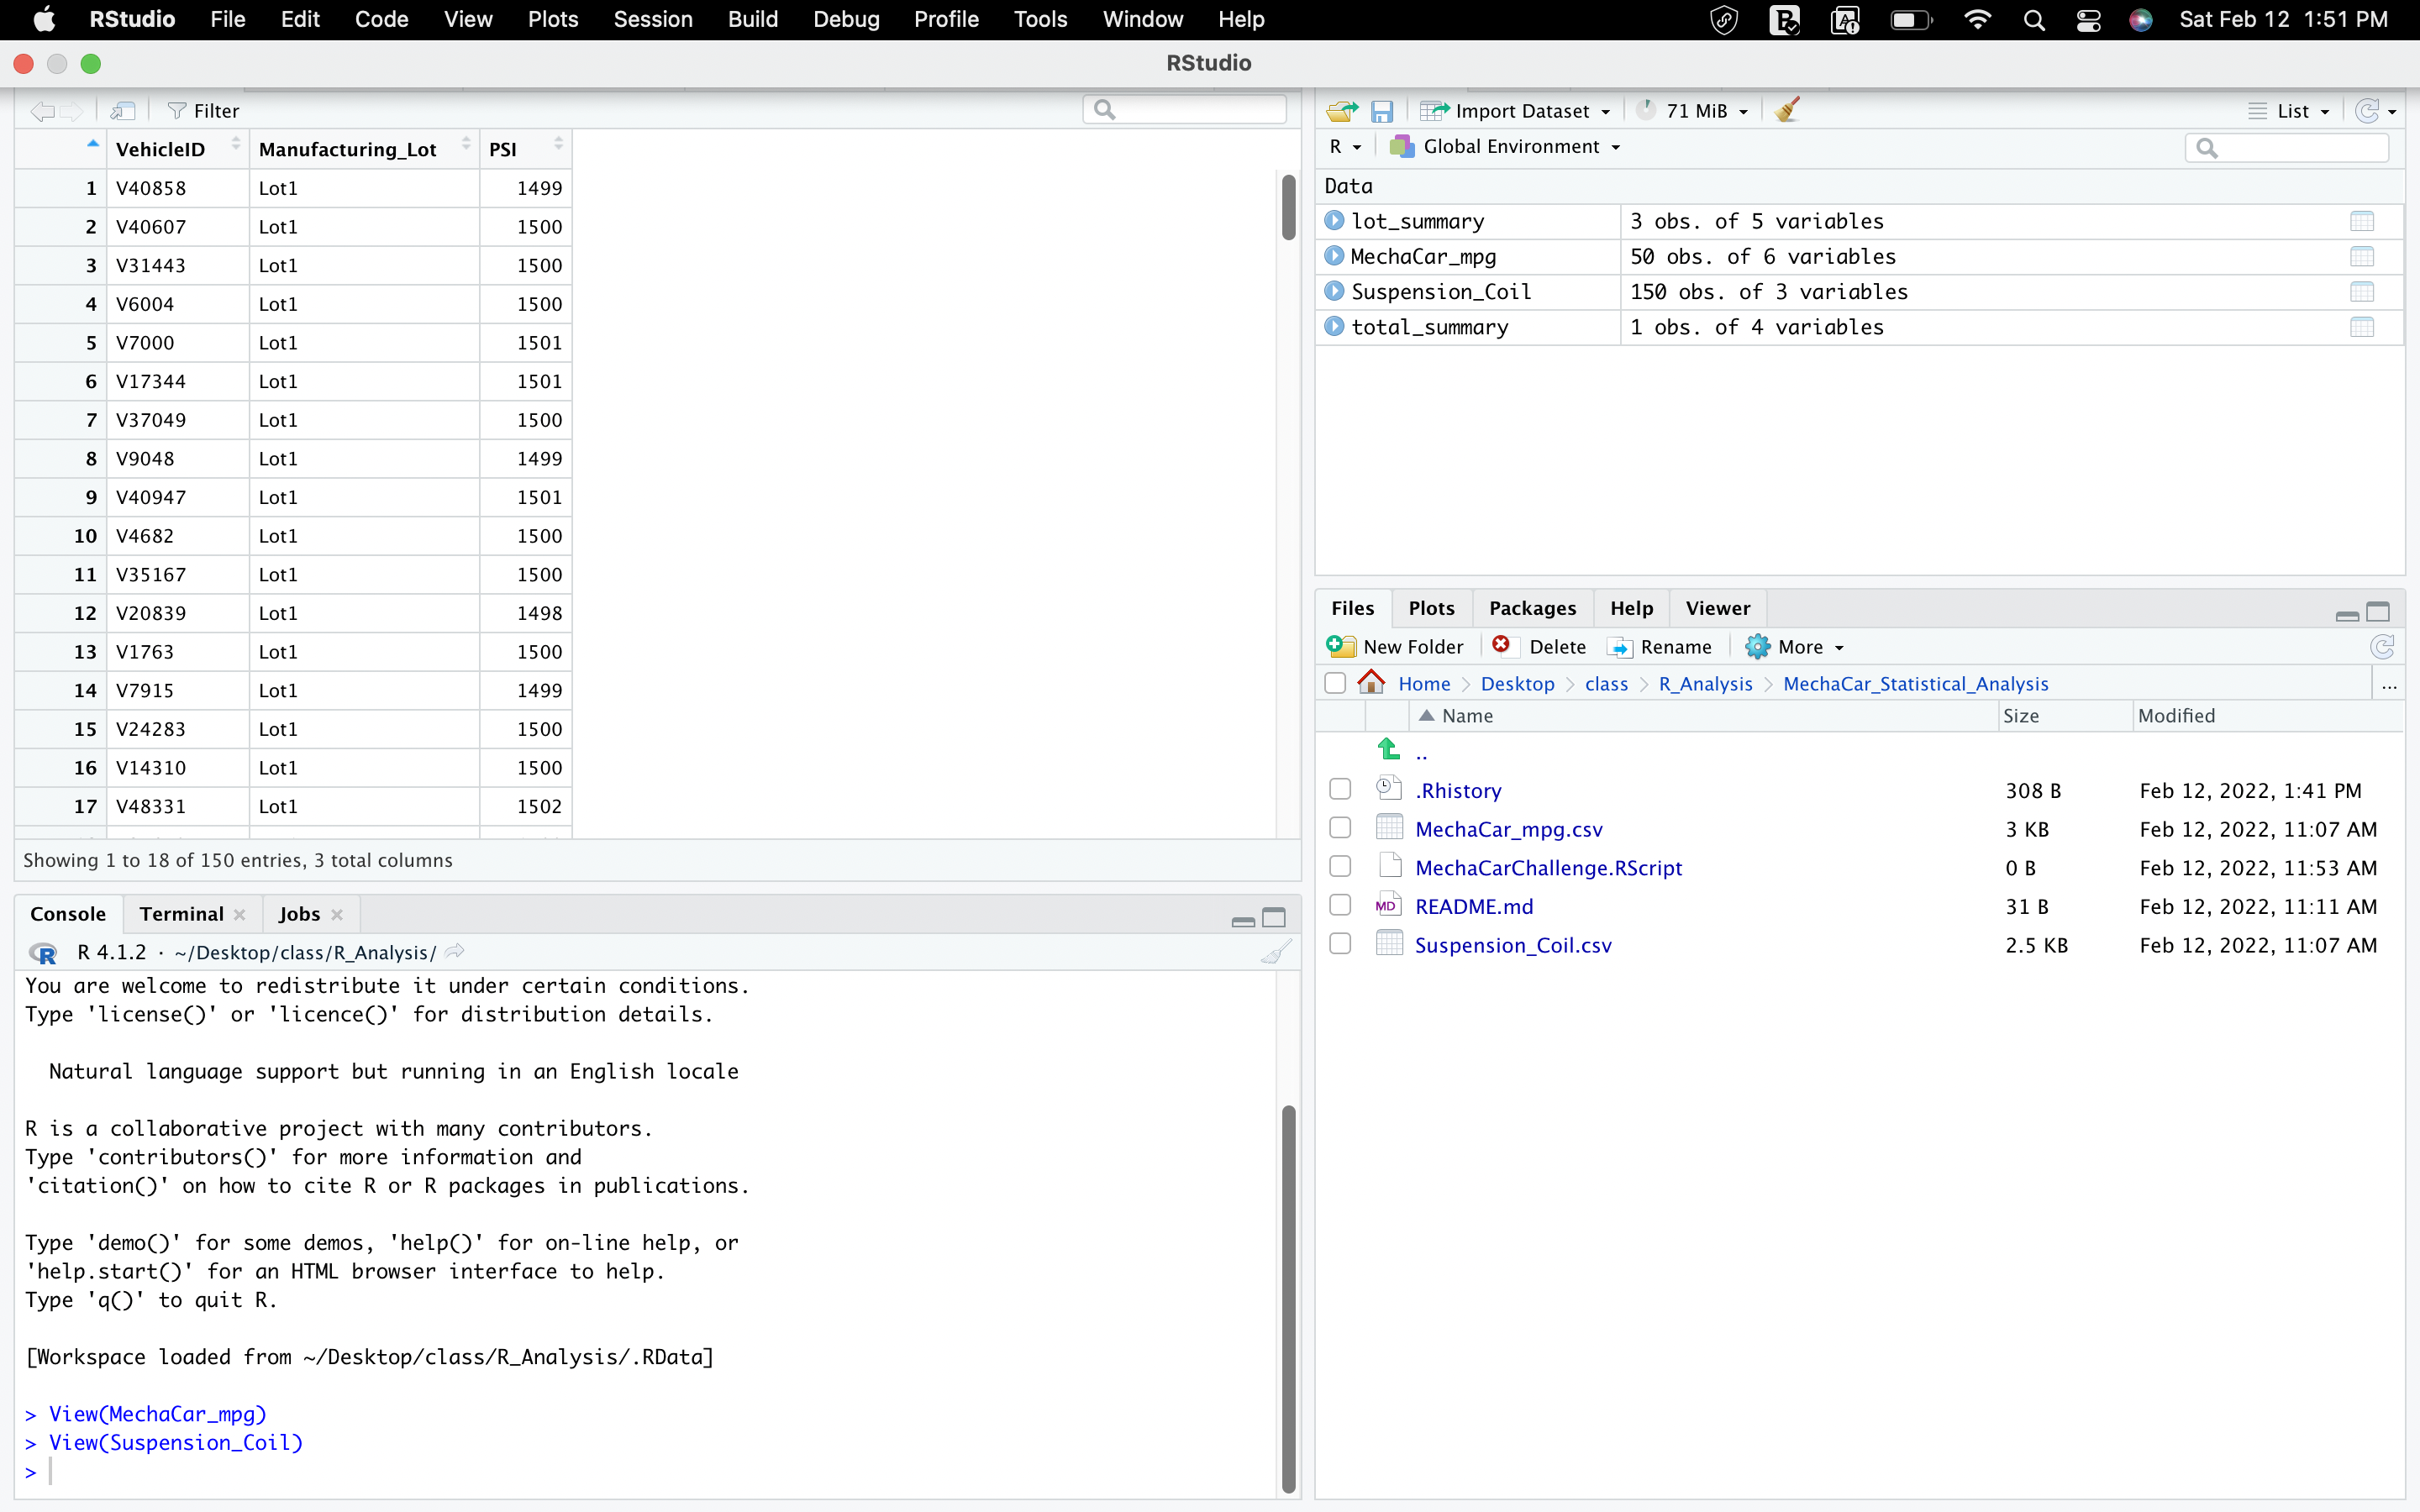 RStudio File Edit Code View Plots Session Build Debug Profile Tools Window Help Sat Feb 12 1:51 PM
RStudio
Filter
VehicleID Manufacturing_Lot PSI
1 V40858 Lot1 1499
2 V40607 Lot1 1500
3 V31443 Lot1 1500
4 V6004 Lot1 1500
5 V7000 Lot1 1501
6 V17344 Lot1 1501
7 V37049 Lot1 1500
8 V9048 Lot1 1499
9 V40947 Lot1 1501
10 V4682 Lot1 1500
11 V35167 Lot1 1500
12 V20839 Lot1 1498
13 V1763 Lot1 1500
14 V7915 Lot1 1499
15 V24283 Lot1 1500
16 V14310 Lot1 1500
17 V48331 Lot1 1502
Showing 1 to 18 of 150 entries, 3 total columns
Console Terminal Jobs
R 4.1.2 · ~/Desktop/class/R_Analysis/
You are welcome to redistribute it under certain conditions.
Type 'license()' or 'licence()' for distribution details.
Natural language support but running in an English locale
R is a collaborative project with many contributors.
Type 'contributors()' for more information and
'citation()' on how to cite R or R packages in publications.
Type 'demo()' for some demos, 'help()' for on-line help, or
'help.start()' for an HTML browser interface to help.
Type 'q()' to quit R.
[Workspace loaded from ~/Desktop/class/R_Analysis/.RData]
> View(MechaCar_mpg)
> View(Suspension_Coil)
>
Import Dataset 71 MiB List
R Global Environment
Data
lot_summary 3 obs. of 5 variables
MechaCar_mpg 50 obs. of 6 variables
Suspension_Coil 150 obs. of 3 variables
total_summary 1 obs. of 4 variables
Files Plots Packages Help Viewer
New Folder Delete Rename More
Home > Desktop > class > R_Analysis > MechaCar_Statistical_Analysis ...
Name Size Modified
..
.Rhistory 308 B Feb 12, 2022, 1:41 PM
MechaCar_mpg.csv 3 KB Feb 12, 2022, 11:07 AM
MechaCarChallenge.RScript 0 B Feb 12, 2022, 11:53 AM
MD README.md 31 B Feb 12, 2022, 11:11 AM
Suspension_Coil.csv 2.5 KB Feb 12, 2022, 11:07 AM